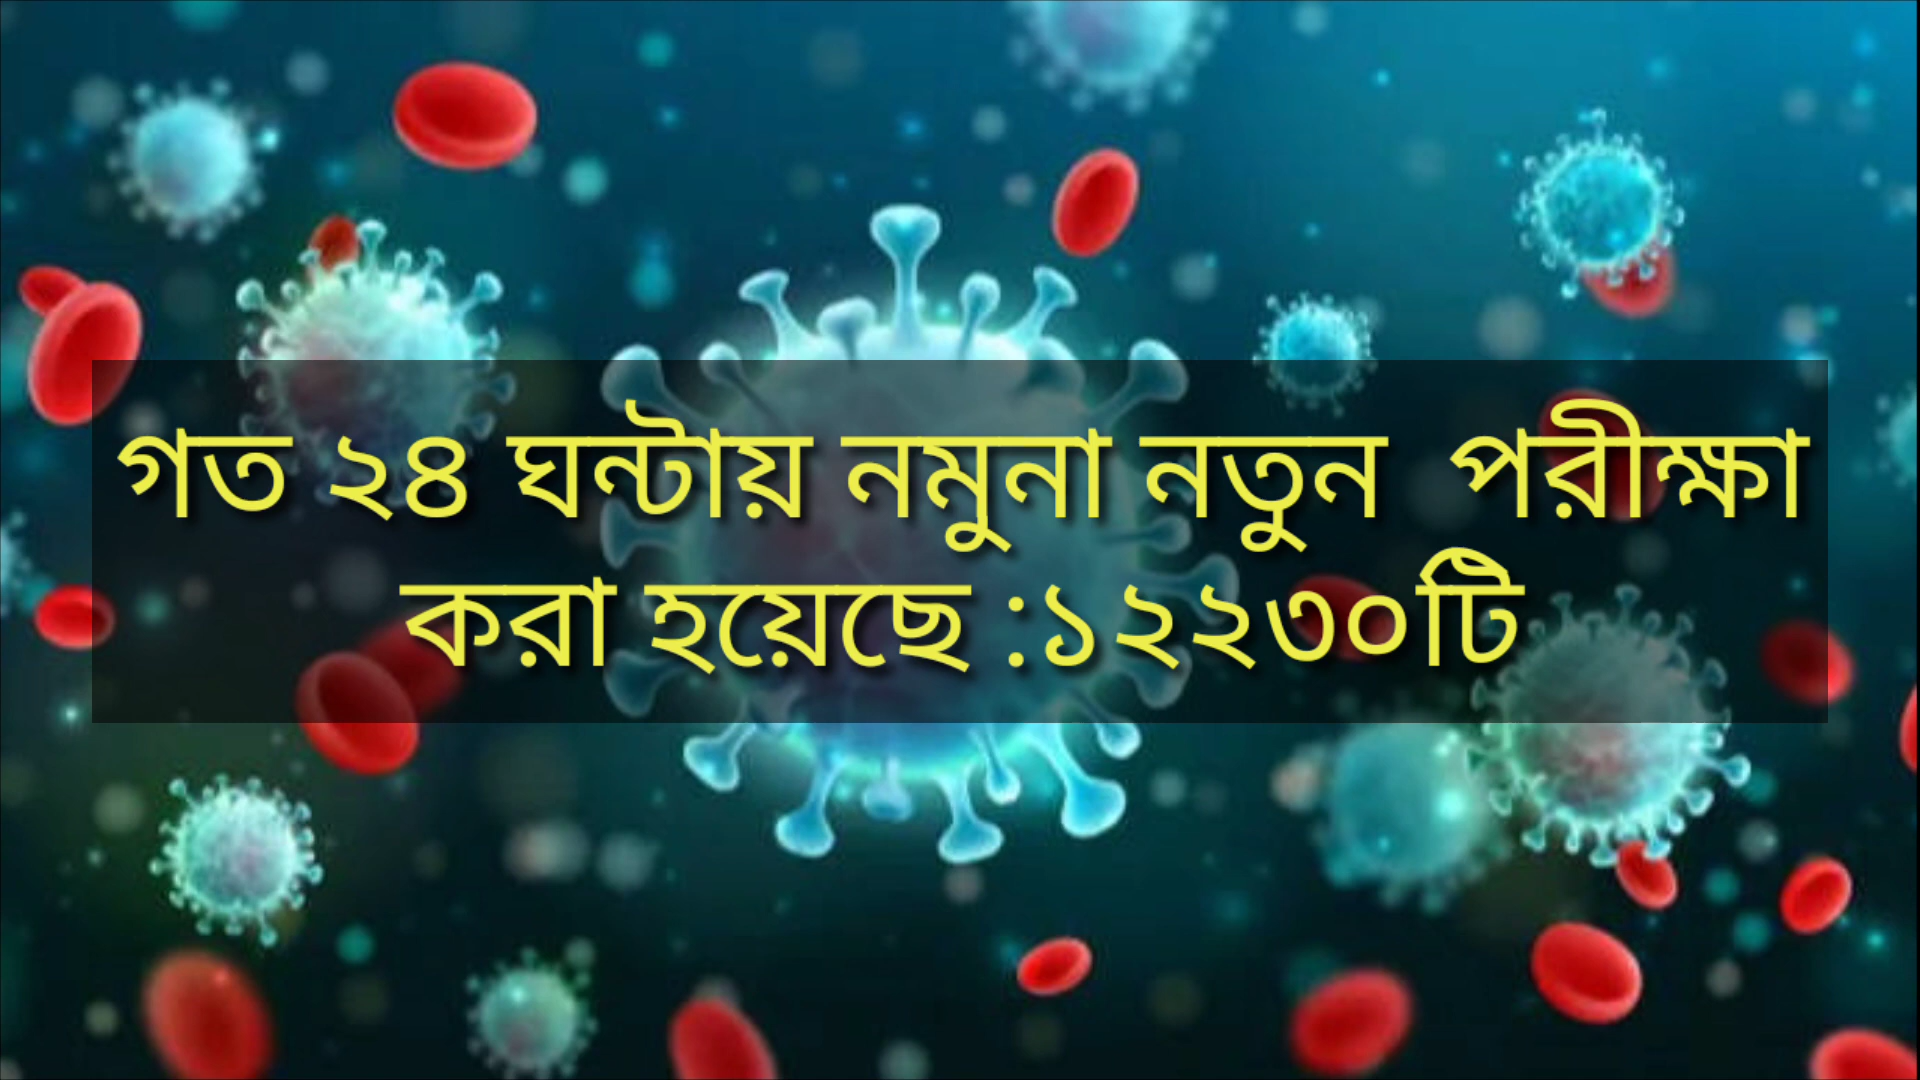 গত ২৪ ঘন্টায় নমুনা নতুন  পরীক্ষা
করা হয়েছে :১২২৩০টি